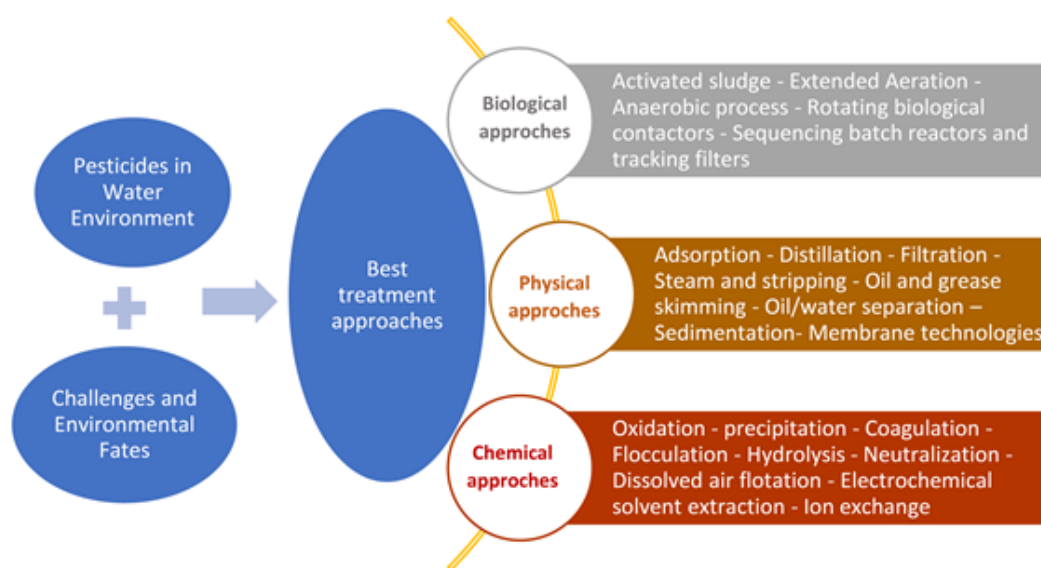 Pesticides in
Water
Environment
Challenges and
Environmental
Fates
Best
treatment
approaches
Biological
approches
Activated sludge - Extended Aeration -
Anaerobic process - Rotating biological
contactors - Sequencing batch reactors and
tracking filters
Physical
approches
Adsorption - Distillation - Filtration -
Steam and stripping - Oil and grease
skimming - Oil/water separation –
Sedimentation- Membrane technologies
Chemical
approches
Oxidation - precipitation - Coagulation -
Flocculation - Hydrolysis - Neutralization -
Dissolved air flotation - Electrochemical
solvent extraction - Ion exchange